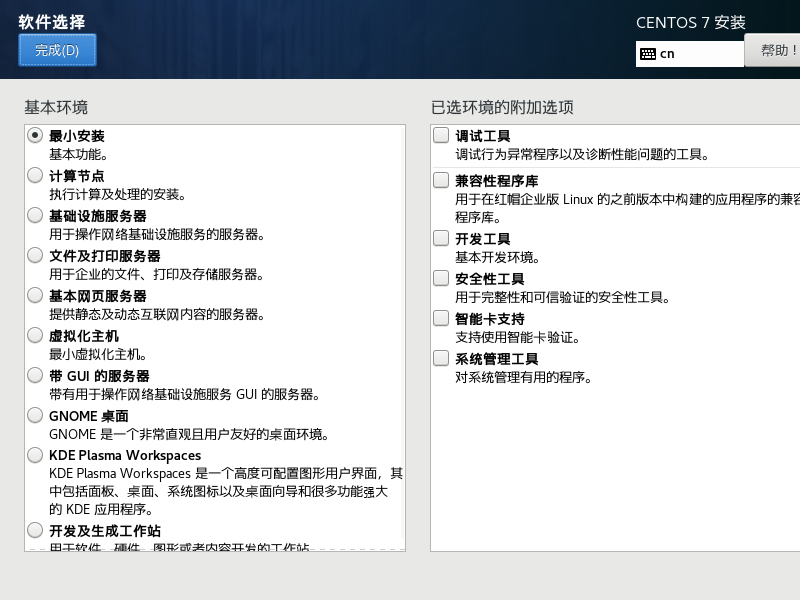 软件选择
完成(D)
CENTOS 7 安装
cn
帮助！
基本环境
最小安装
基本功能。
计算节点
执行计算及处理的安装。
基础设施服务器
用于操作网络基础设施服务的服务器。
文件及打印服务器
用于企业的文件、打印及存储服务器。
基本网页服务器
提供静态及动态互联网内容的服务器。
虚拟化主机
最小虚拟化主机。
带 GUI 的服务器
带有用于操作网络基础设施服务 GUI 的服务器。
GNOME 桌面
GNOME 是一个非常直观且用户友好的桌面环境。
KDE Plasma Workspaces
KDE Plasma Workspaces 是一个高度可配置图形用户界面，其
中包括面板、桌面、系统图标以及桌面向导和很多功能强大
的 KDE 应用程序。
开发及生成工作站
用于软件、硬件、图形或者内容开发的工作站
已选环境的附加选项
调试工具
调试行为异常程序以及诊断性能问题的工具。
兼容性程序库
用于在红帽企业版 Linux 的之前版本中构建的应用程序的兼容
程序库。
开发工具
基本开发环境。
安全性工具
用于完整性和可信验证的安全性工具。
智能卡支持
支持使用智能卡验证。
系统管理工具
对系统管理有用的程序。